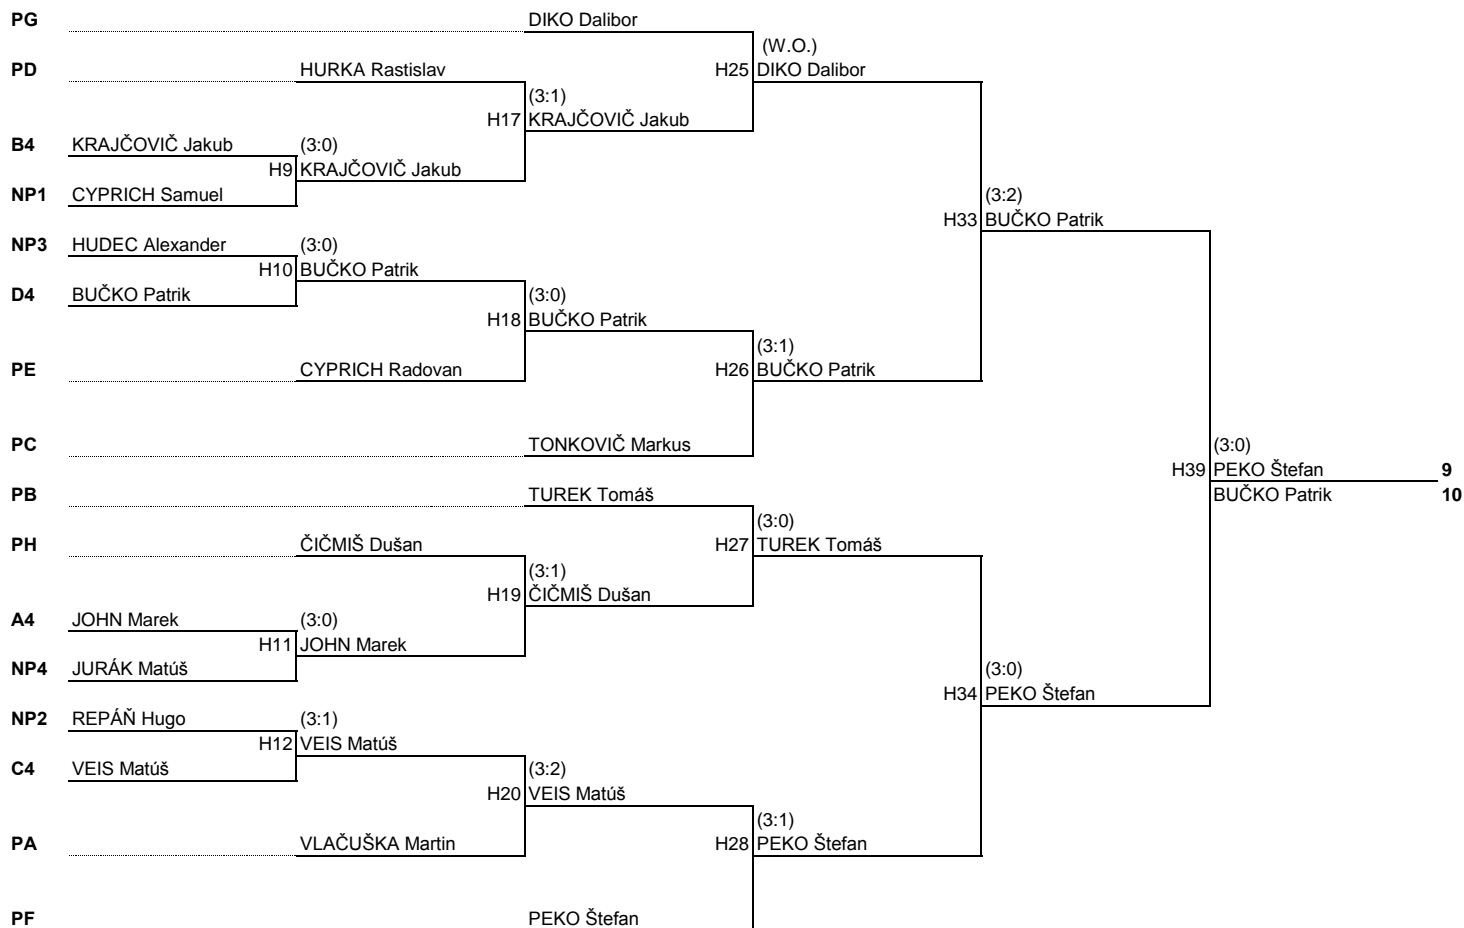 PG DIKO Dalibor
(W.O.)
PD HURKA Rastislav H25 DIKO Dalibor
(3:1)
H17 KRAJČOVIČ Jakub
B4 KRAJČOVIČ Jakub (3:0)
H9 KRAJČOVIČ Jakub
NP1 CYPRICH Samuel (3:2)
H33 BUČKO Patrik
NP3 HUDEC Alexander (3:0)
H10 BUČKO Patrik
D4 BUČKO Patrik (3:0)
H18 BUČKO Patrik
(3:1)
PE CYPRICH Radovan H26 BUČKO Patrik
PC TONKOVIČ Markus (3:0)
H39 PEKO Štefan 9
PB TUREK Tomáš BUČKO Patrik 10
(3:0)
PH ČIČMIŠ Dušan H27 TUREK Tomáš
(3:1)
H19 ČIČMIŠ Dušan
A4 JOHN Marek (3:0)
H11 JOHN Marek
NP4 JURÁK Matúš (3:0)
H34 PEKO Štefan
NP2 REPÁŇ Hugo (3:1)
H12 VEIS Matúš
C4 VEIS Matúš (3:2)
H20 VEIS Matúš
(3:1)
PA VLAČUŠKA Martin H28 PEKO Štefan
PF PEKO Štefan